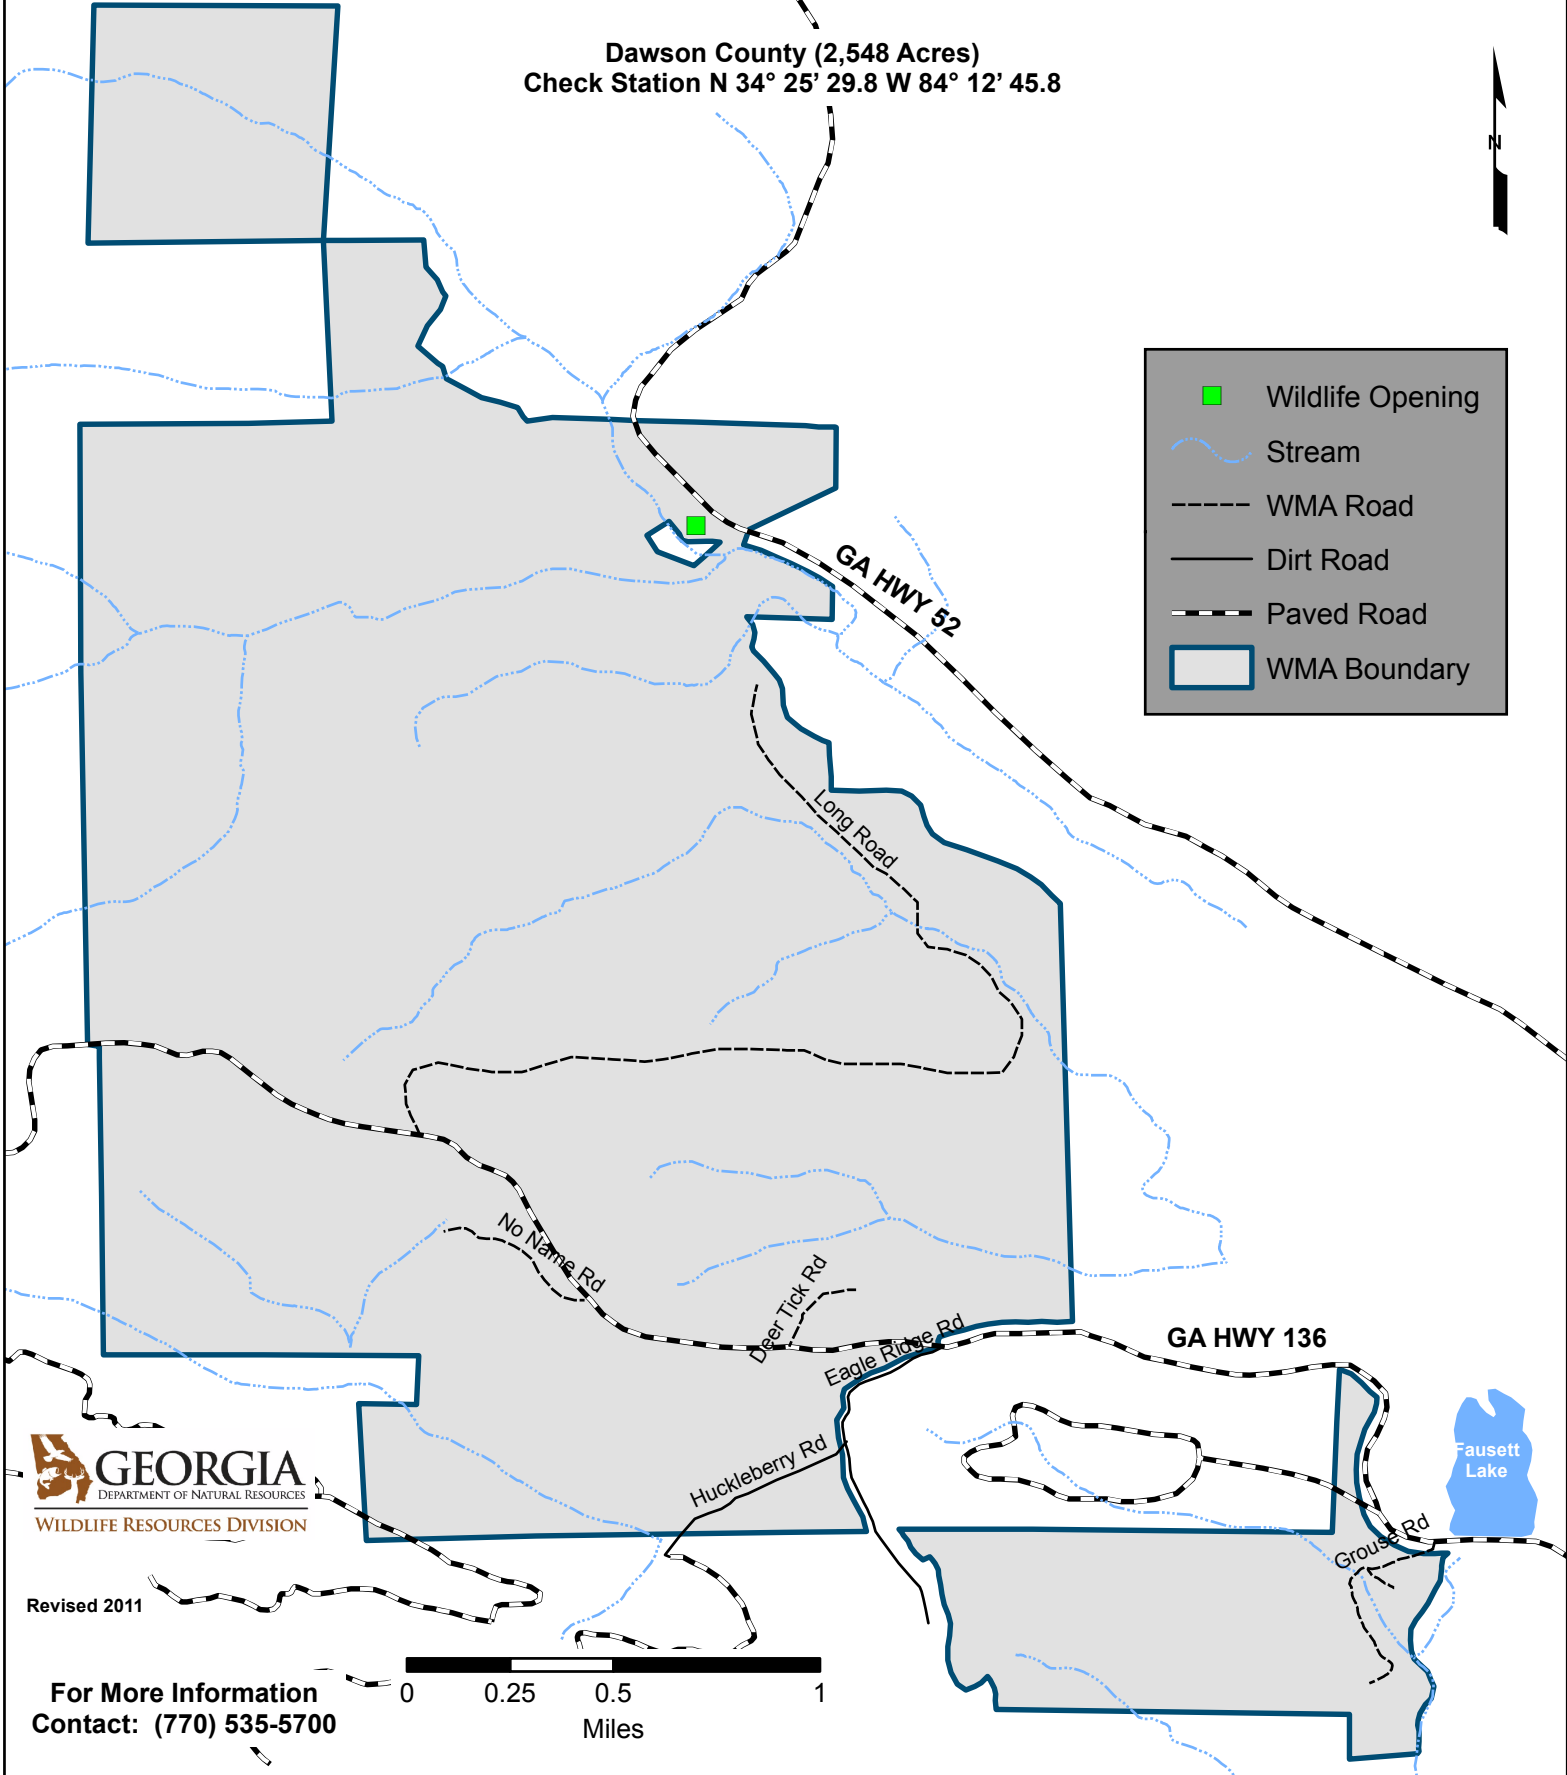 Dawson County (2,548 Acres)
Check Station N 34° 25’ 29.8 W 84° 12’ 45.8
N
Wildlife Opening
Stream
WMA Road
Dirt Road
Paved Road
WMA Boundary
GA HWY 52
Long Road
No Name Rd
Deer Tick Rd
Eagle Ridge Rd
GA HWY 136
Huckleberry Rd
Fausett
Lake
Grouse Rd
GEORGIA
DEPARTMENT OF NATURAL RESOURCES
WILDLIFE RESOURCES DIVISION
Revised 2011
For More Information
Contact: (770) 535-5700
0 0.25 0.5 1
Miles